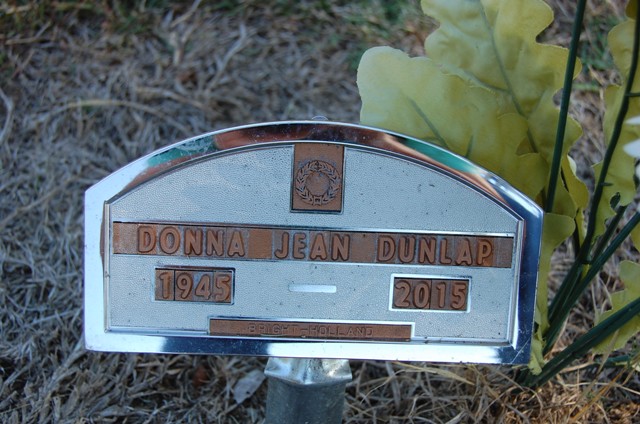 DONNA JEAN DUNLAP
1945 — 2015
BRIGHT-HOLLAND